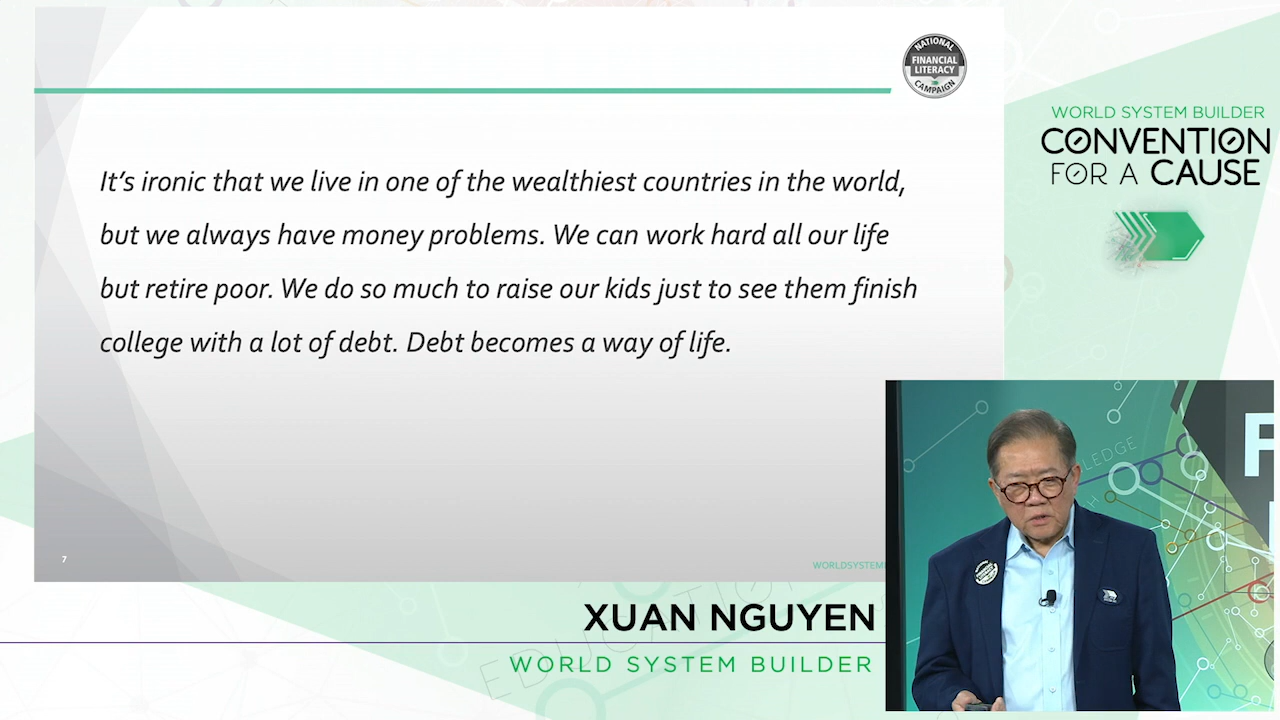 NATIONAL
FINANCIAL
LITERACY
CAMPAIGN
WORLD SYSTEM BUILDER
CONVENTION
FOR A CAUSE
It's ironic that we live in one of the wealthiest countries in the world,
but we always have money problems. We can work hard all our life
but retire poor. We do so much to raise our kids just to see them finish
college with a lot of debt. Debt becomes a way of life.
7
WORLDSYSTEM
XUAN NGUYEN
WORLD SYSTEM BUILDER
EDUCATION
LEDGE
F